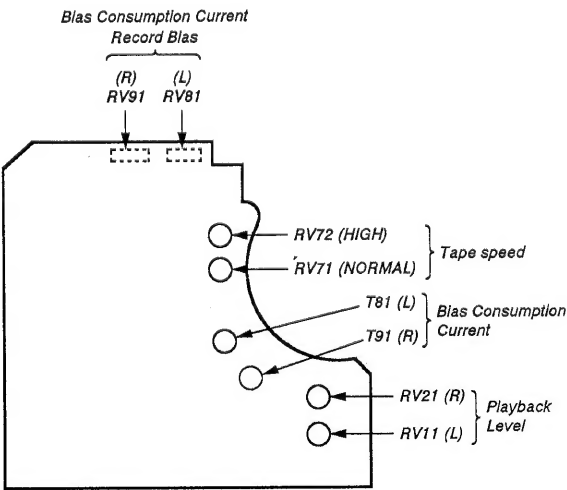 Bias Consumption Current
Record Bias
(R) (L)
RV91 RV81
RV72 (HIGH)
RV71 (NORMAL)
Tape speed
T81 (L)
T91 (R)
Bias Consumption
Current
RV21 (R)
RV11 (L)
Playback
Level